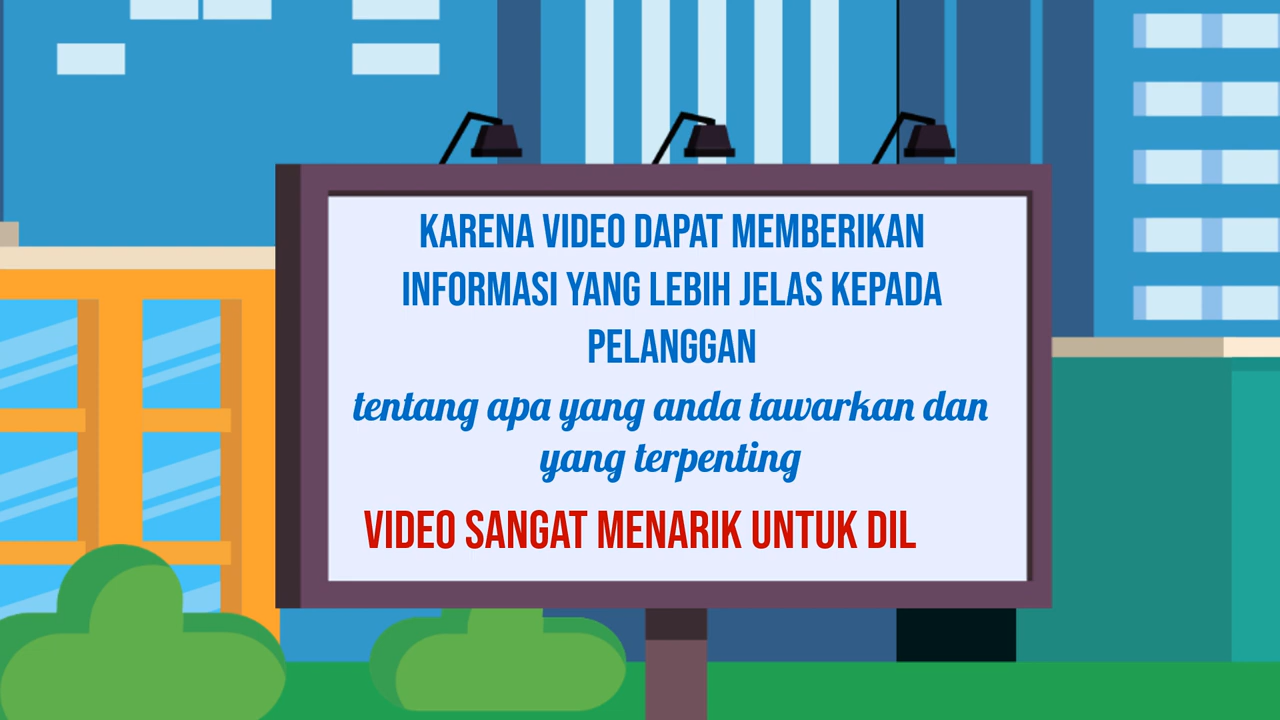 KARENA VIDEO DAPAT MEMBERIKAN
INFORMASI YANG LEBIH JELAS KEPADA
PELANGGAN
tentang apa yang anda tawarkan dan
yang terpenting
VIDEO SANGAT MENARIK UNTUK DIL